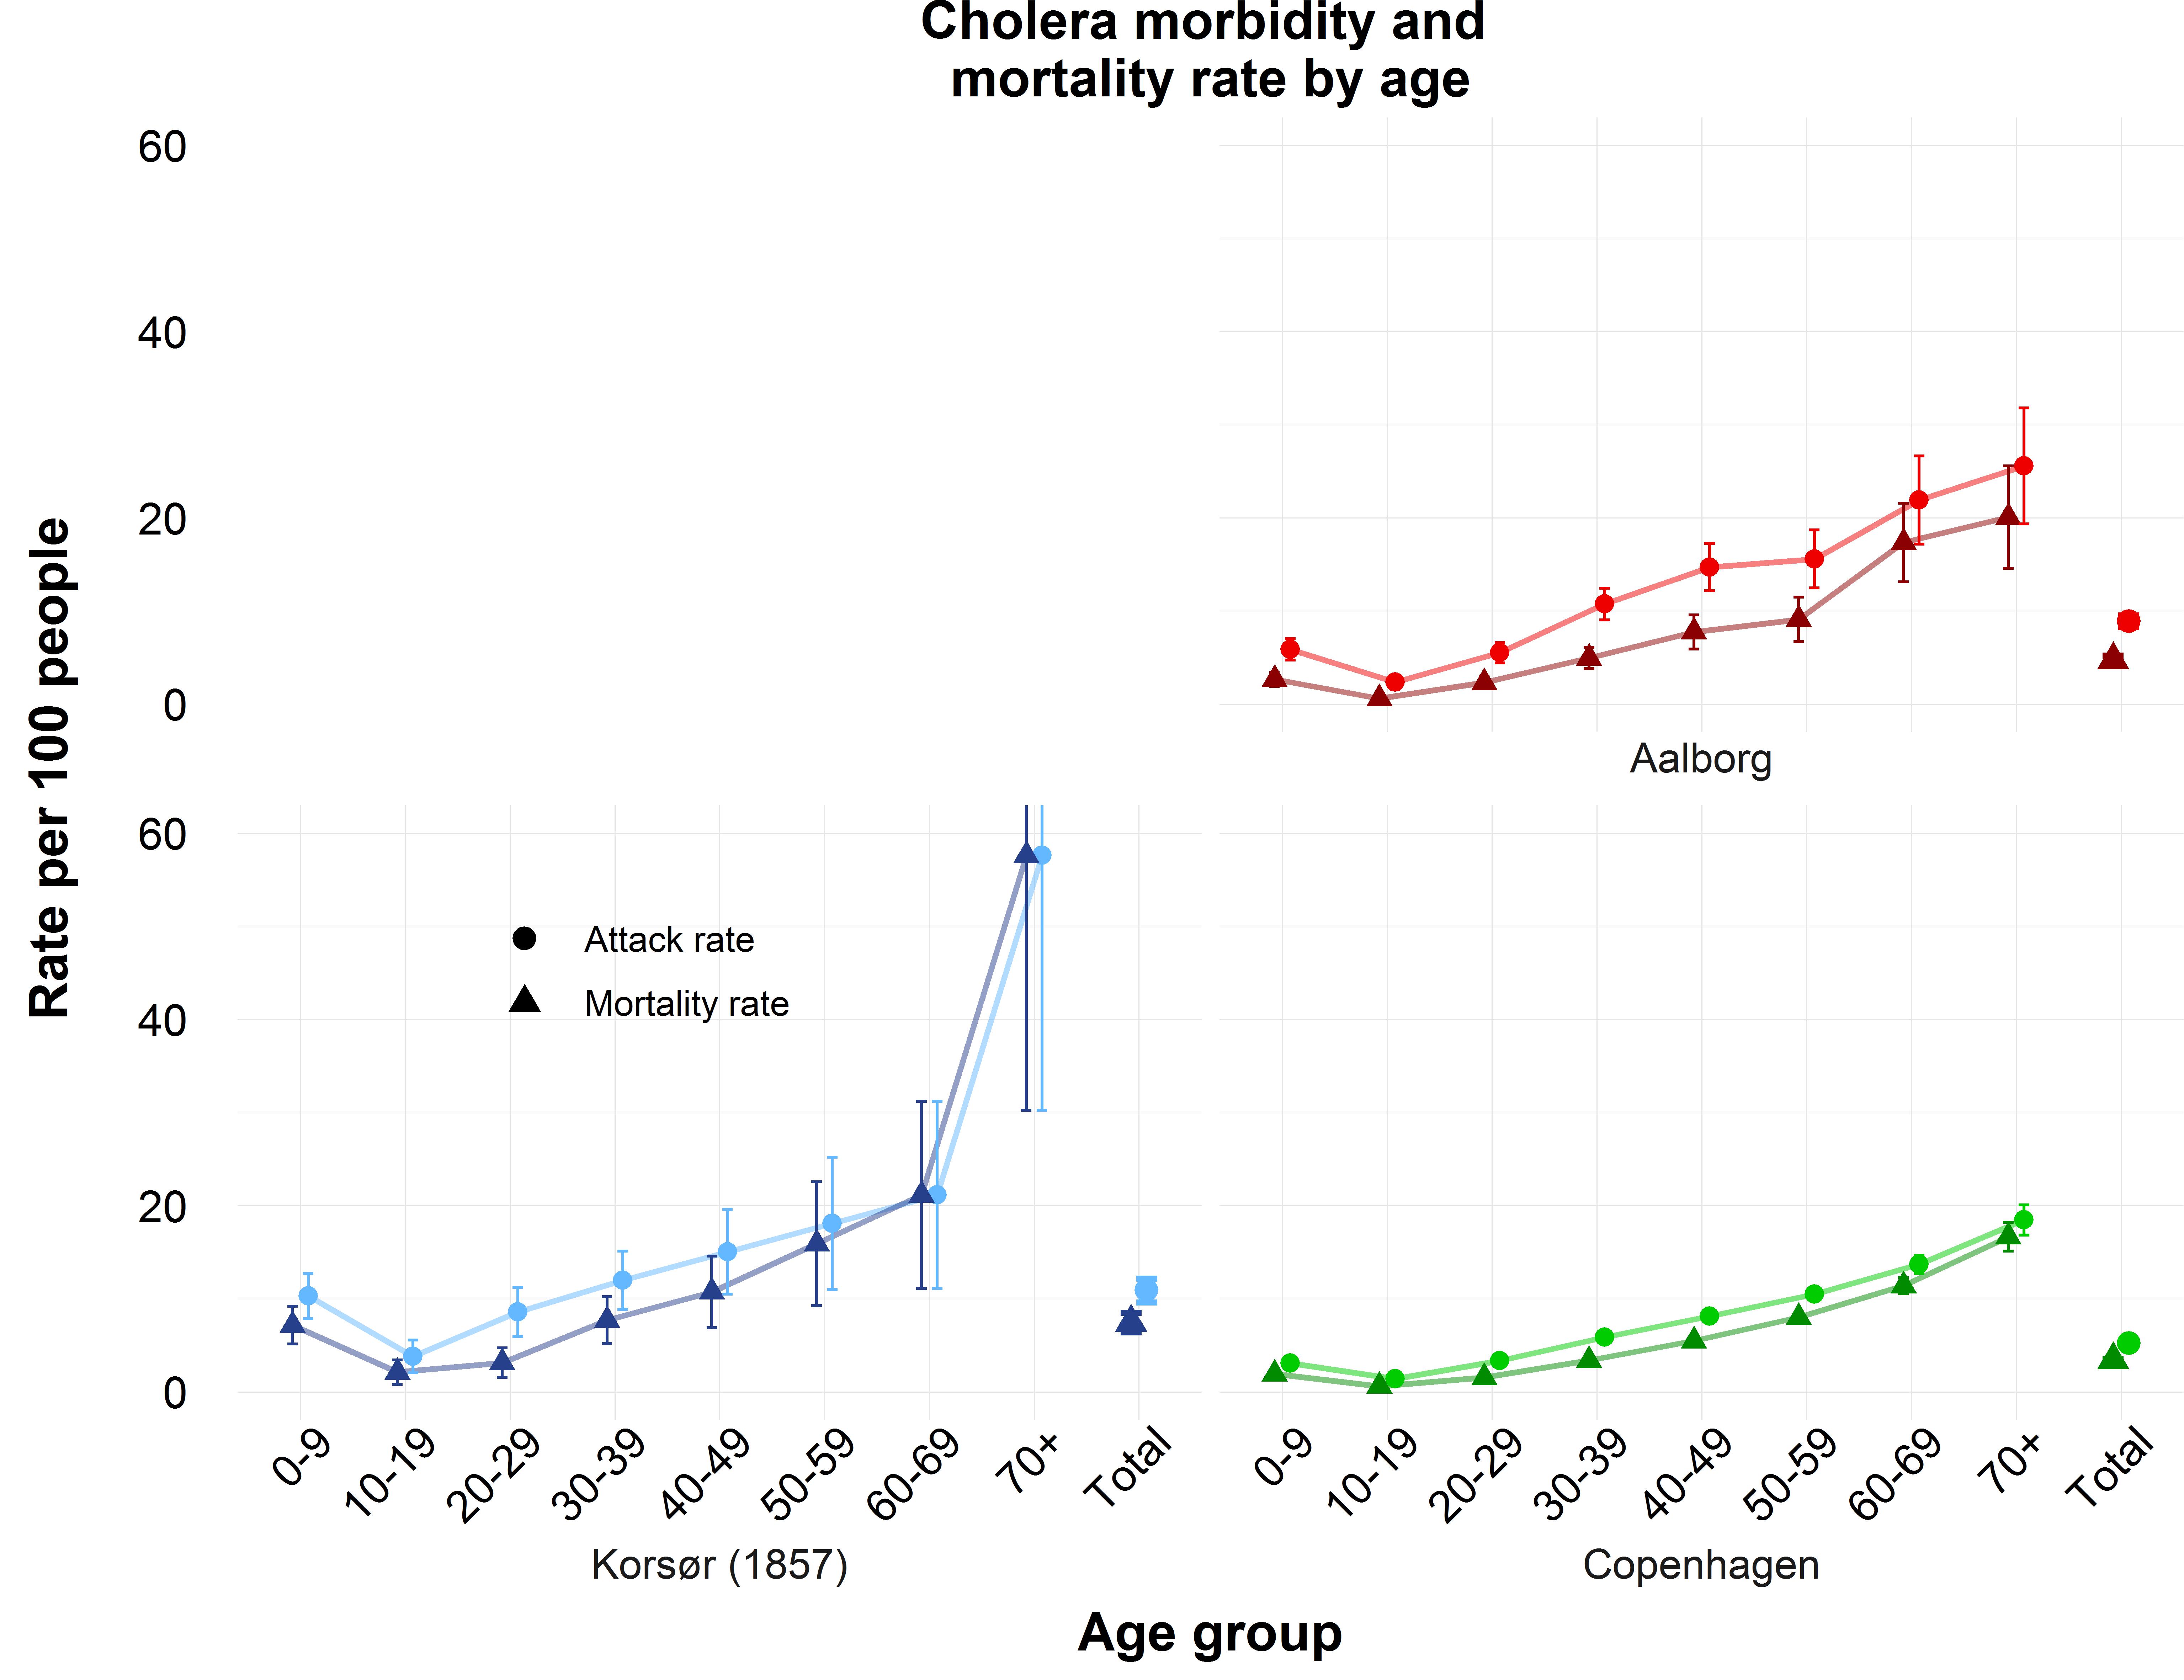 Cholera morbidity and
mortality rate by age
Rate per 100 people
60
40
20
0
Aalborg
60
40
20
0
Attack rate
Mortality rate
0-9 10-19 20-29 30-39 40-49 50-59 60-69 70+ Total
0-9 10-19 20-29 30-39 40-49 50-59 60-69 70+ Total
Korsør (1857)
Copenhagen
Age group